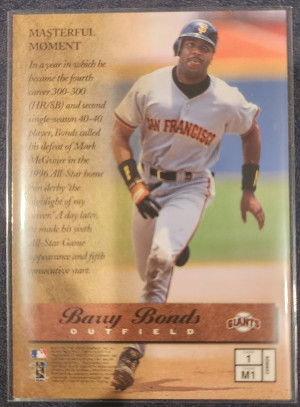 MASTERFUL
MOMENT
In a year in which he
became the fourth
career 300-300
(HR/SB) and second
single-season 40-40
player, Bonds called
his defeat of Mark
McGwire in the
1996 All-Star home
run derby "the
highlight of my
career." A day later,
he made his sixth
All-Star Game
appearance and fifth
consecutive start.
SAN FRANCISCO
Barry Bonds
OUTFIELD
GIANTS
1
M1
COMMON